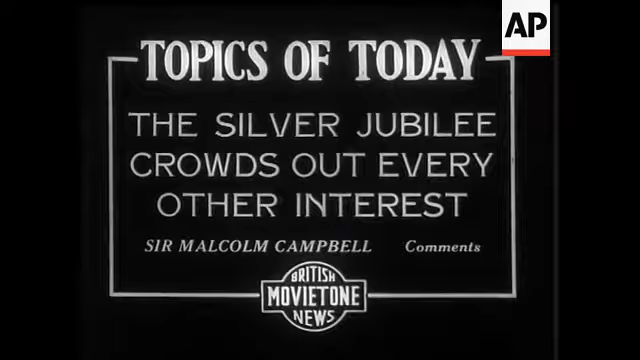 AP
TOPICS OF TODAY
THE SILVER JUBILEE
CROWDS OUT EVERY
OTHER INTEREST
SIR MALCOLM CAMPBELL Comments
BRITISH
MOVIETONE
NEWS